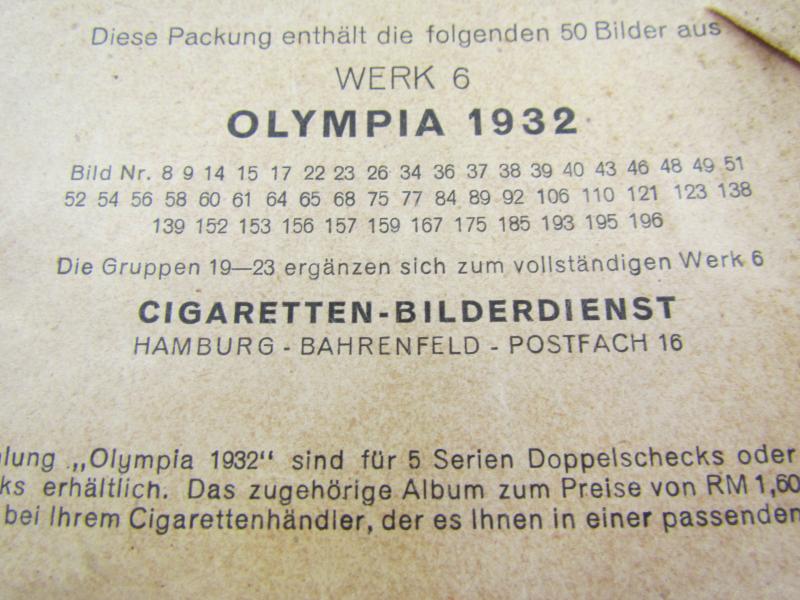 Diese Packung enthält die folgenden 50 Bilder aus
WERK 6
OLYMPIA 1932
Bild Nr. 8 9 14 15 17 22 23 26 34 36 37 38 39 40 43 46 48 49 51
52 54 56 58 60 61 64 65 68 75 77 84 89 92 106 110 121 123 138
139 152 153 156 157 159 167 175 185 193 195 196
Die Gruppen 19—23 ergänzen sich zum vollständigen Werk 6
CIGARETTEN-BILDERDIENST
HAMBURG - BAHRENFELD - POSTFACH 16
lung „Olympia 1932“ sind für 5 Serien Doppelschecks oder
ks erhältlich. Das zugehörige Album zum Preise von RM 1,60
bei Ihrem Cigarettenhändler, der es Ihnen in einer passenden